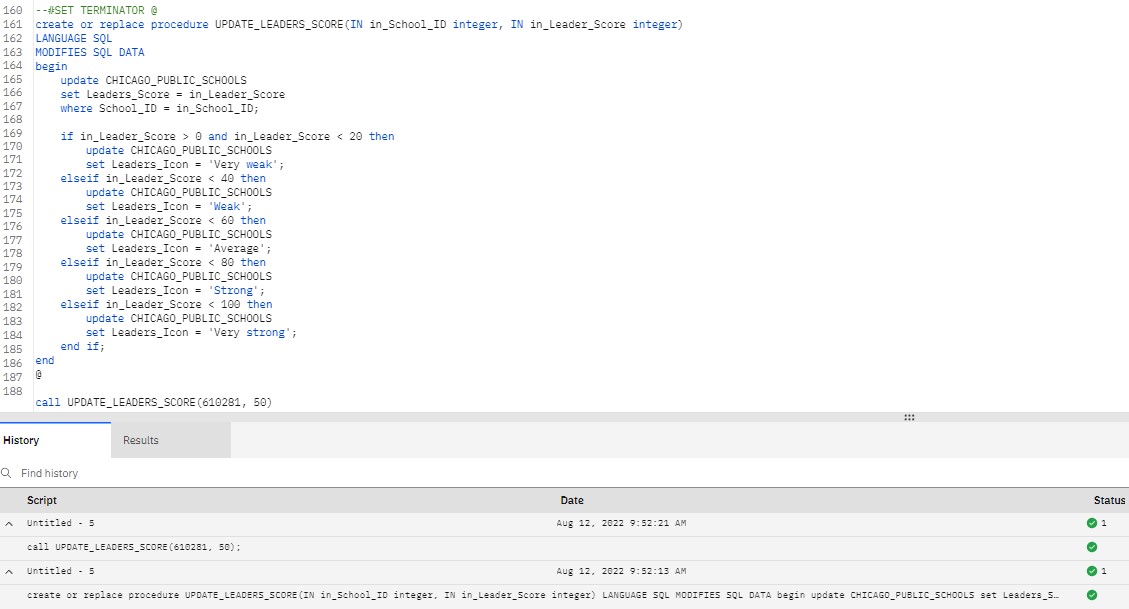 160 --#SET TERMINATOR @
161 create or replace procedure UPDATE_LEADERS_SCORE(IN in_School_ID integer, IN in_Leader_Score integer)
162 LANGUAGE SQL
163 MODIFIES SQL DATA
164 begin
165 update CHICAGO_PUBLIC_SCHOOLS
166 set Leaders_Score = in_Leader_Score
167 where School_ID = in_School_ID;
168
169 if in_Leader_Score > 0 and in_Leader_Score < 20 then
170 update CHICAGO_PUBLIC_SCHOOLS
171 set Leaders_Icon = 'Very weak';
172 elseif in_Leader_Score < 40 then
173 update CHICAGO_PUBLIC_SCHOOLS
174 set Leaders_Icon = 'Weak';
175 elseif in_Leader_Score < 60 then
176 update CHICAGO_PUBLIC_SCHOOLS
177 set Leaders_Icon = 'Average';
178 elseif in_Leader_Score < 80 then
179 update CHICAGO_PUBLIC_SCHOOLS
180 set Leaders_Icon = 'Strong';
181 elseif in_Leader_Score < 100 then
182 update CHICAGO_PUBLIC_SCHOOLS
183 set Leaders_Icon = 'Very strong';
184 end if;
185 end
186 @
187
188 call UPDATE_LEADERS_SCORE(610281, 50)
History Results
Find history
Script Date Status
Untitled - 5 Aug 12, 2022 9:52:21 AM 1
call UPDATE_LEADERS_SCORE(610281, 50);
Untitled - 5 Aug 12, 2022 9:52:13 AM 1
create or replace procedure UPDATE_LEADERS_SCORE(IN in_School_ID integer, IN in_Leader_Score integer) LANGUAGE SQL MODIFIES SQL DATA begin update CHICAGO_PUBLIC_SCHOOLS set Leaders_S…